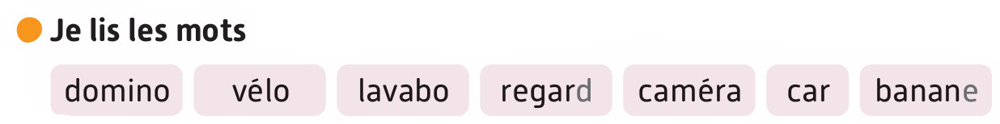 Je lis les mots
domino vélo lavabo regard caméra car banane